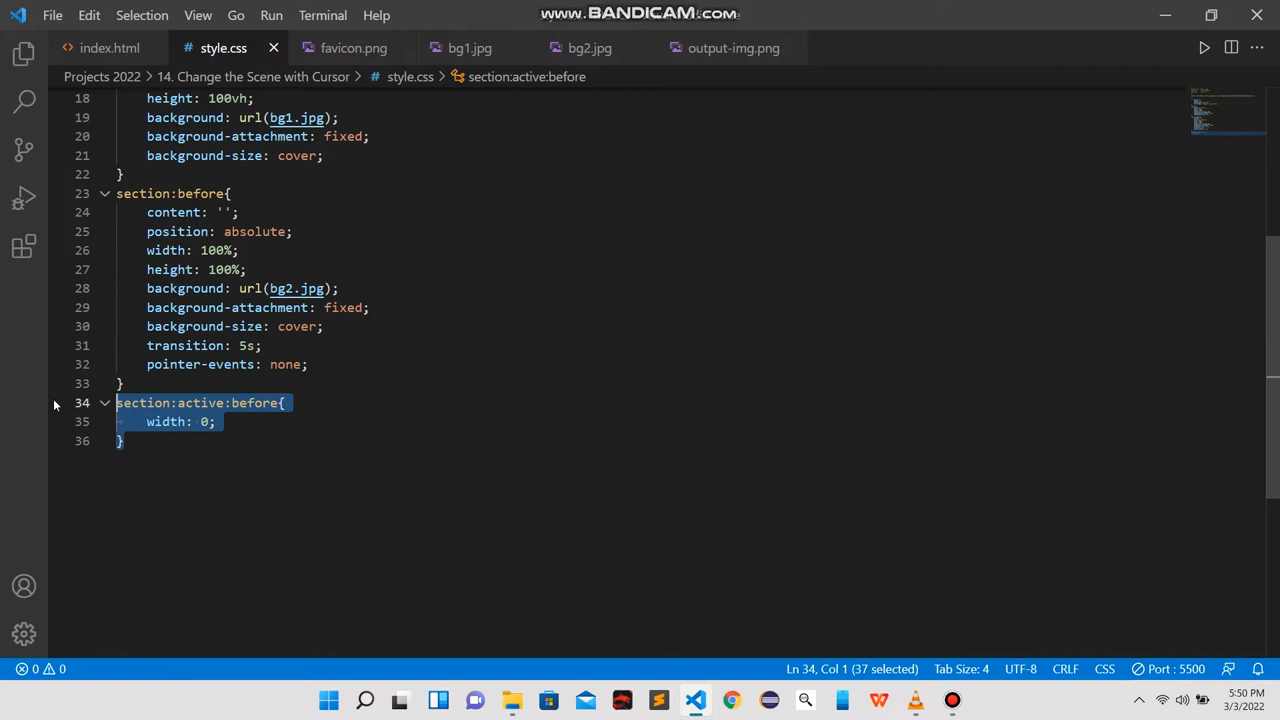 File Edit Selection View Go Run Terminal Help
www.BANDICAM.com
index.html # style.css favicon.png bg1.jpg bg2.jpg output-img.png
Projects 2022 > 14. Change the Scene with Cursor > # style.css > section:active:before
18 height: 100vh;
19 background: url(bg1.jpg);
20 background-attachment: fixed;
21 background-size: cover;
22 }
23 section:before{
24 content: '';
25 position: absolute;
26 width: 100%;
27 height: 100%;
28 background: url(bg2.jpg);
29 background-attachment: fixed;
30 background-size: cover;
31 transition: 5s;
32 pointer-events: none;
33 }
34 section:active:before{
35 width: 0;
36 }
0 0 Ln 34, Col 1 (37 selected) Tab Size: 4 UTF-8 CRLF CSS Port : 5500
5:50 PM
3/3/2022